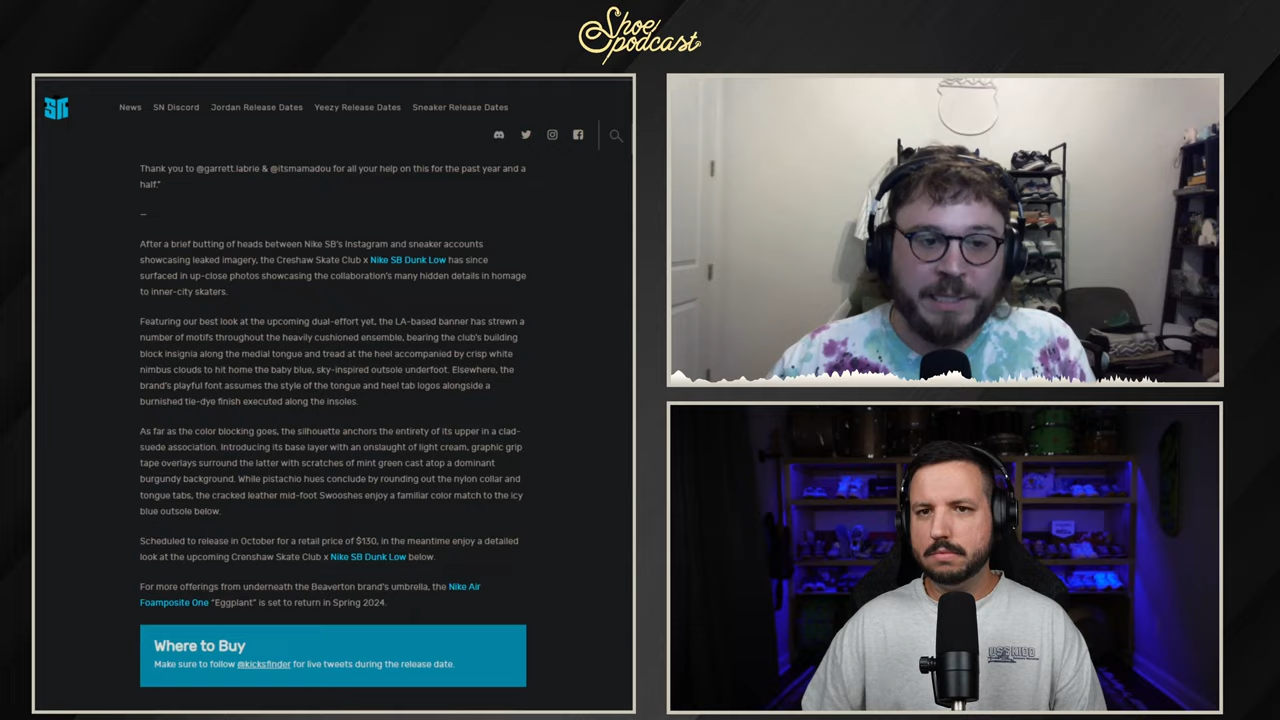 Shoe
podcast
SN
News SN Discord Jordan Release Dates Yeezy Release Dates Sneaker Release Dates
Thank you to @garrett.labrie & @itsmamadou for all your help on this for the past year and a
half."
—
After a brief butting of heads between Nike SB's Instagram and sneaker accounts
showcasing leaked imagery, the Creshaw Skate Club x Nike SB Dunk Low has since
surfaced in up-close photos showcasing the collaboration's many hidden details in homage
to inner-city skaters.
Featuring our best look at the upcoming dual-effort yet, the LA-based banner has strewn a
number of motifs throughout the heavily cushioned ensemble, bearing the club's building
block insignia along the medial tongue and tread at the heel accompanied by crisp white
nimbus clouds to hit home the baby blue, sky-inspired outsole underfoot. Elsewhere, the
brand's playful font assumes the style of the tongue and heel tab logos alongside a
burnished tie-dye finish executed along the insoles.
As far as the color blocking goes, the silhouette anchors the entirety of its upper in a clad-
suede association. Introducing its base layer with an onslaught of light cream, graphic grip
tape overlays surround the latter with scratches of mint green cast atop a dominant
burgundy background. While pistachio hues conclude by rounding out the nylon collar and
tongue tabs, the cracked leather mid-foot Swooshes enjoy a familiar color match to the icy
blue outsole below.
Scheduled to release in October for a retail price of $130, in the meantime enjoy a detailed
look at the upcoming Crenshaw Skate Club x Nike SB Dunk Low below.
For more offerings from underneath the Beaverton brand's umbrella, the Nike Air
Foamposite One "Eggplant" is set to return in Spring 2024.
Where to Buy
Make sure to follow @kicksfinder for live tweets during the release date.
USS KIDD